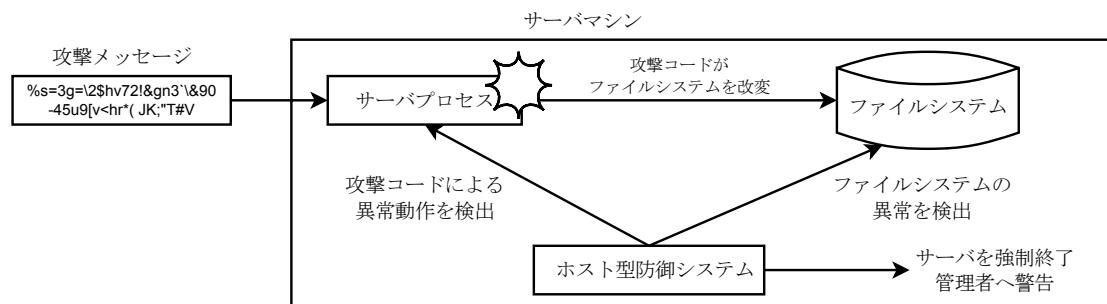 サーバマシン
攻撃メッセージ
%s=3g=\2$hv72!&gn3`\&90
-45u9[v<hr*( JK;"T#V
サーバプロセス
攻撃コードが
ファイルシステムを改変
ファイルシステム
攻撃コードによる
異常動作を検出
ファイルシステムの
異常を検出
ホスト型防御システム
サーバを強制終了
管理者へ警告